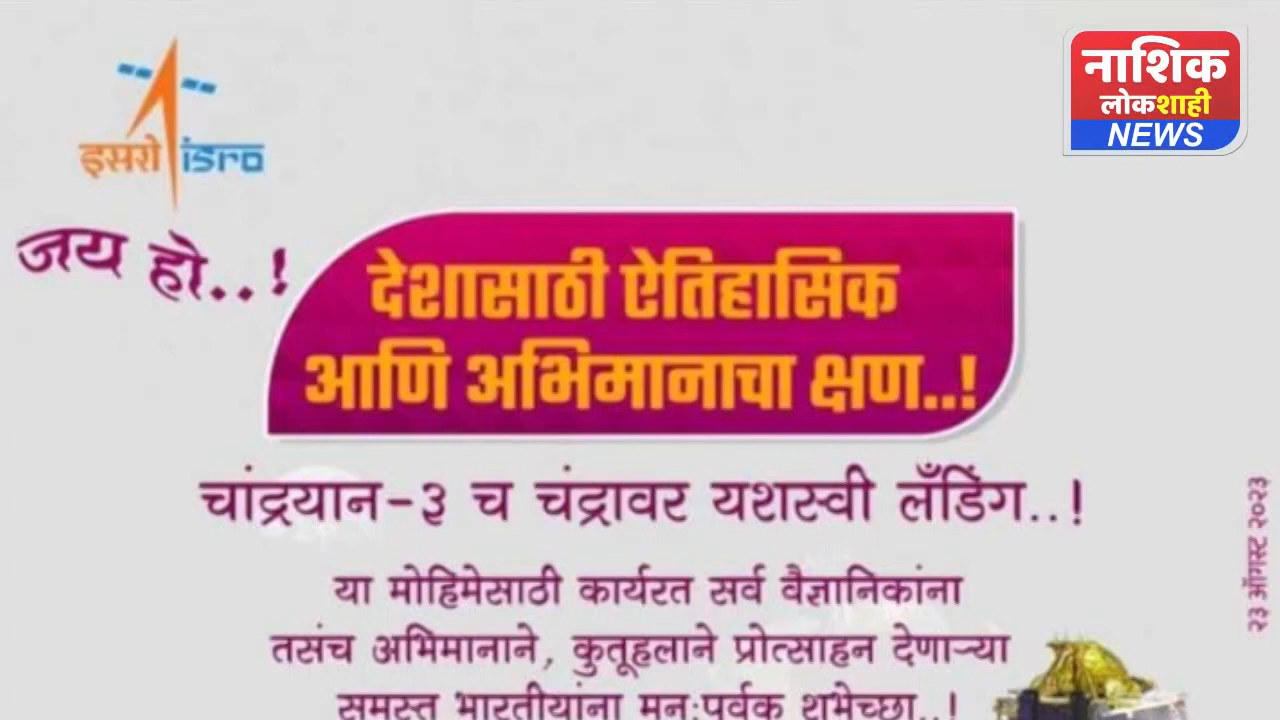 इसरो isro
नाशिक
लोकशाही
NEWS
जय हो..!
देशासाठी ऐतिहासिक
आणि अभिमानाचा क्षण..!
चांद्रयान-३ च चंद्रावर यशस्वी लँडिंग..!
या मोहिमेसाठी कार्यरत सर्व वैज्ञानिकांना
तसंच अभिमानाने, कुतूहलाने प्रोत्साहन देणाऱ्या
समस्त भारतीयांना मनःपूर्वक शुभेच्छा..!
२३ ऑगस्ट २०२३